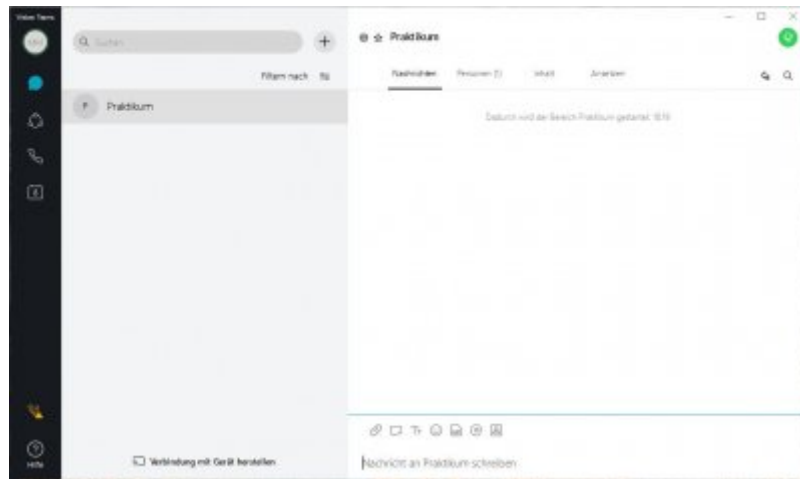 Webex Teams
Suchen
Filtern nach
P Praktikum
Verbindung mit Gerät herstellen
Hilfe
Praktikum
Nachrichten Personen (1) Inhalt
Dadurch wird der Bereich Praktikum gestartet
Nachricht an Praktikum schreiben